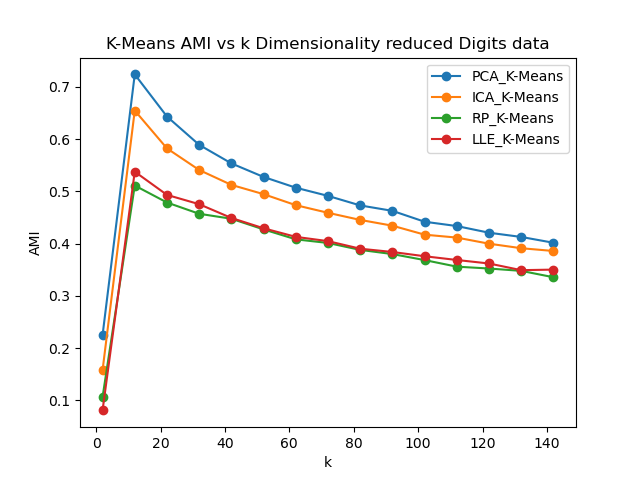 K-Means AMI vs k Dimensionality reduced Digits data
PCA_K-Means
ICA_K-Means
RP_K-Means
LLE_K-Means
AMI
0.7
0.6
0.5
0.4
0.3
0.2
0.1
0 20 40 60 80 100 120 140
k